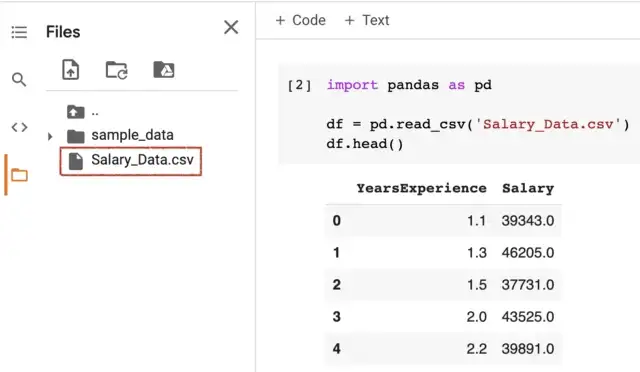 Files
..
sample_data
Salary_Data.csv
+ Code + Text
[2] import pandas as pd
df = pd.read_csv('Salary_Data.csv')
df.head()
YearsExperience Salary
0 1.1 39343.0
1 1.3 46205.0
2 1.5 37731.0
3 2.0 43525.0
4 2.2 39891.0